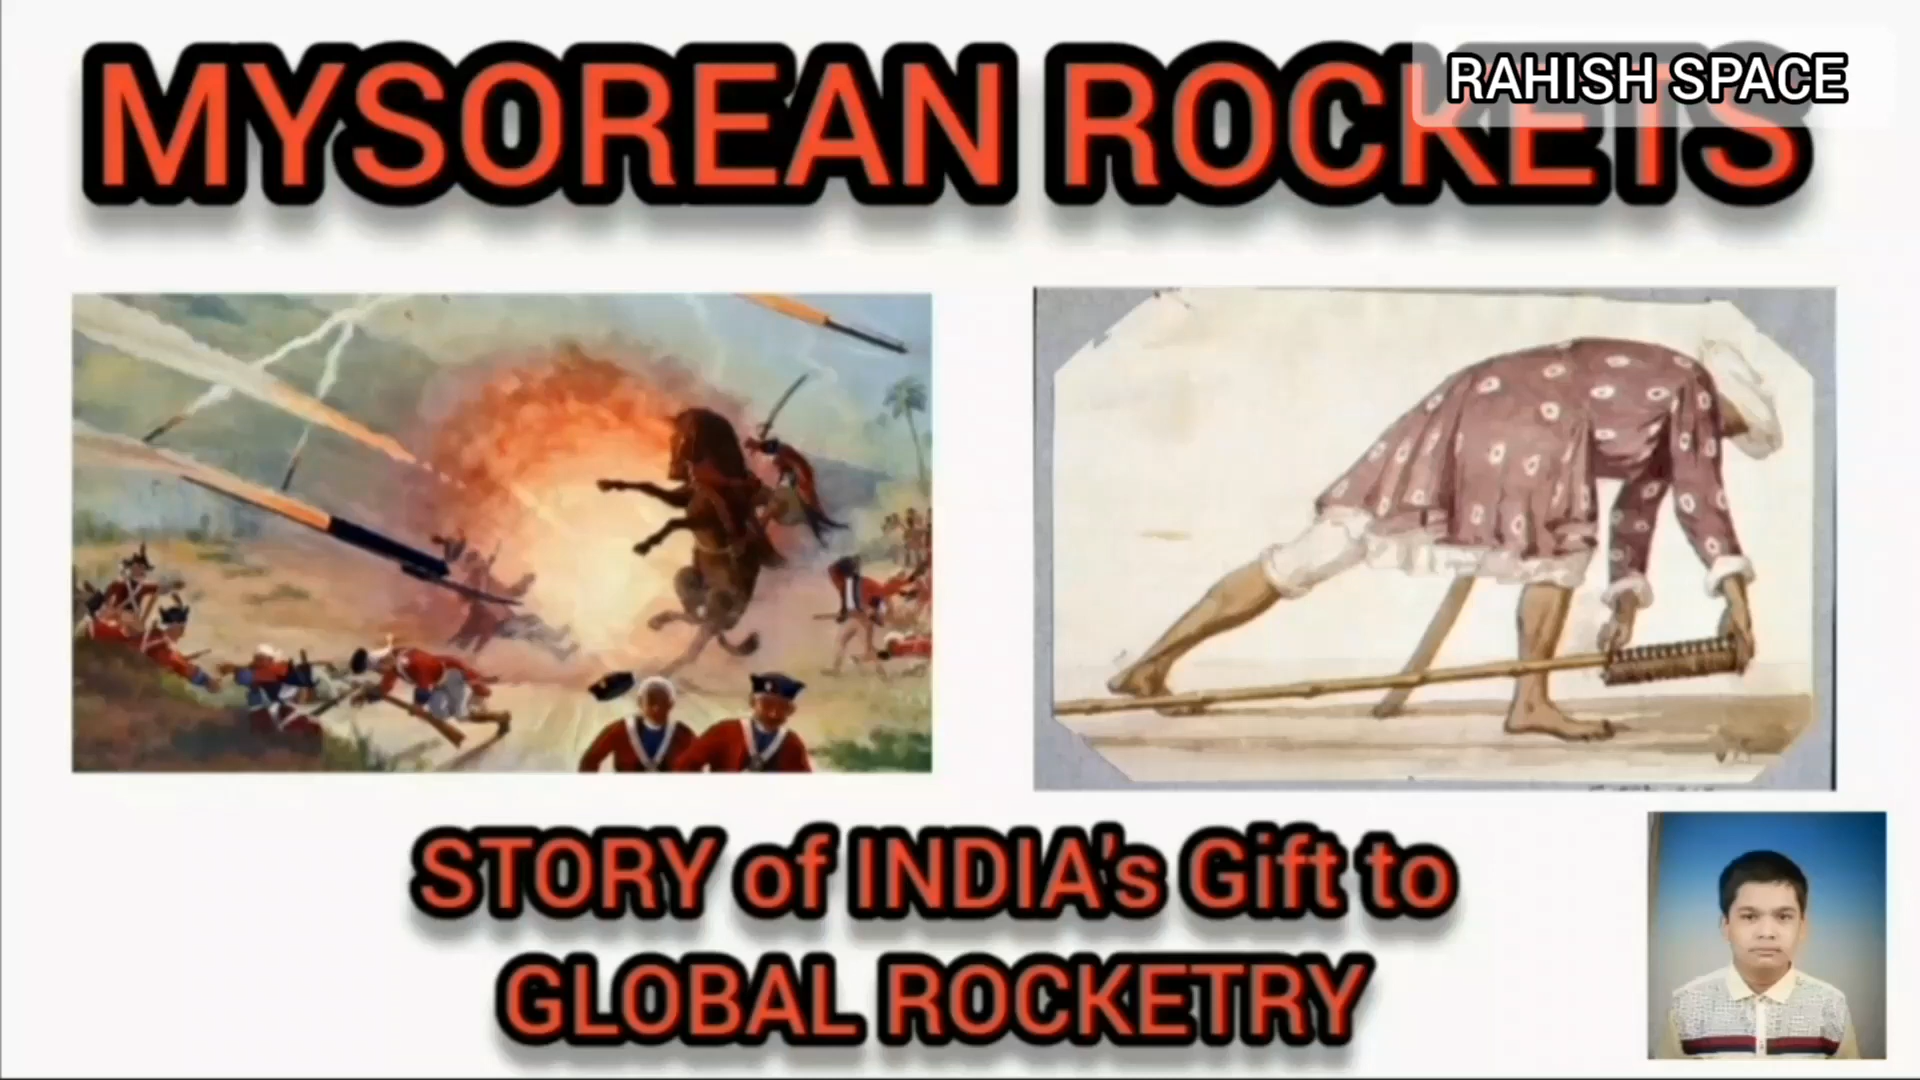 MYSOREAN ROCKETS
RAHISH SPACE
STORY of INDIA's Gift to
GLOBAL ROCKETRY